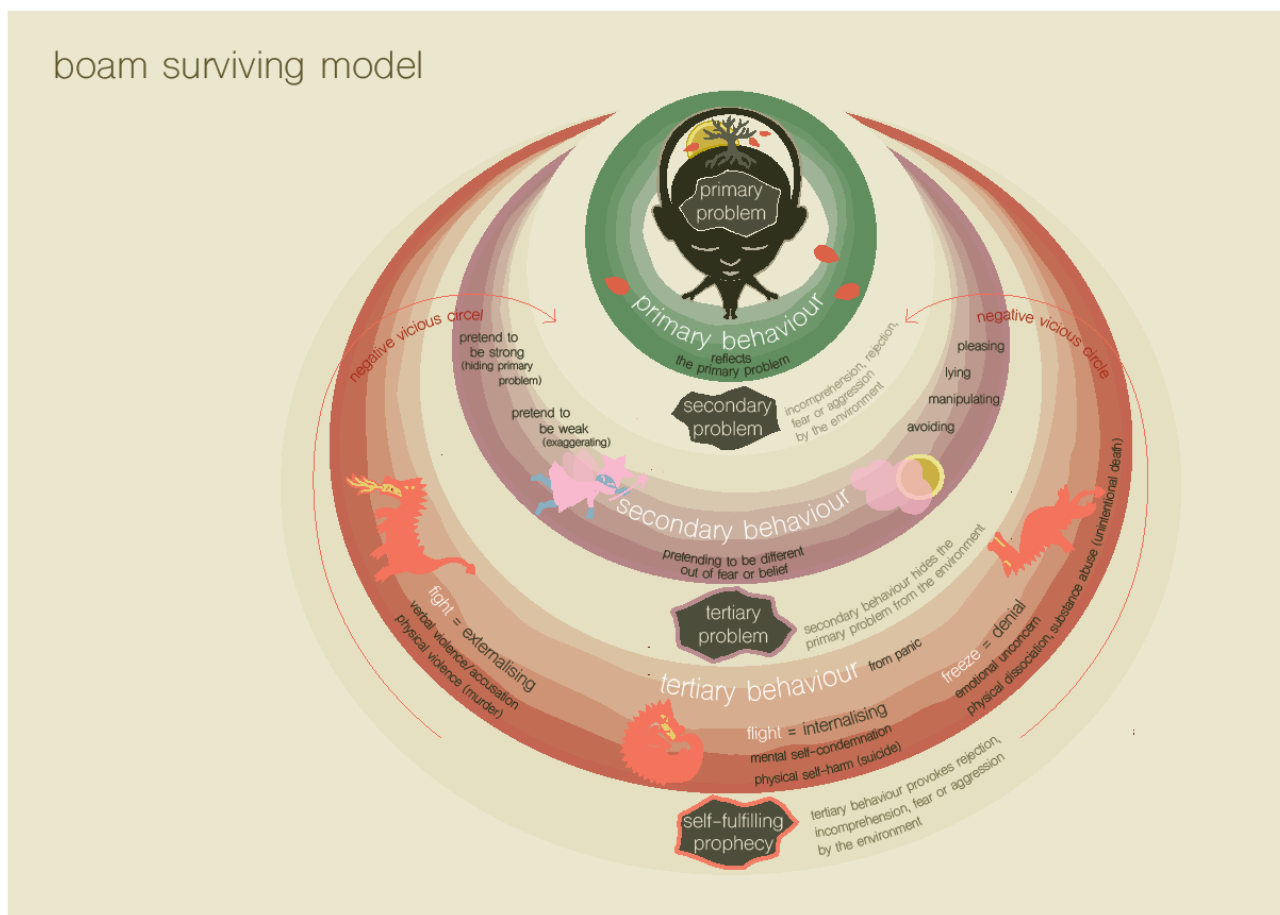 boam surviving model
primary
problem
primary behaviour
reflects
the primary problem
negative vicious circel
negative vicious circle
pretend to
be strong
(hiding primary
problem)
pretend to
be weak
(exaggerating)
secondary
problem
incomprehension, rejection,
fear or aggression
by the environment
pleasing
lying
manipulating
avoiding
secondary behaviour
pretending to be different
out of fear or belief
tertiary
problem
secondary behaviour hides the
primary problem from the environment
tertiary behaviour from panic
fight = externalising
verbal violence/accusation
physical violence (murder)
flight = internalising
mental self-condemnation
physical self-harm (suicide)
freeze = denial
emotional unconcern
physical dissociation, substance abuse (unintentional death)
self-fulfilling
prophecy
tertiary behaviour provokes rejection,
incomprehension, fear or aggression
by the environment